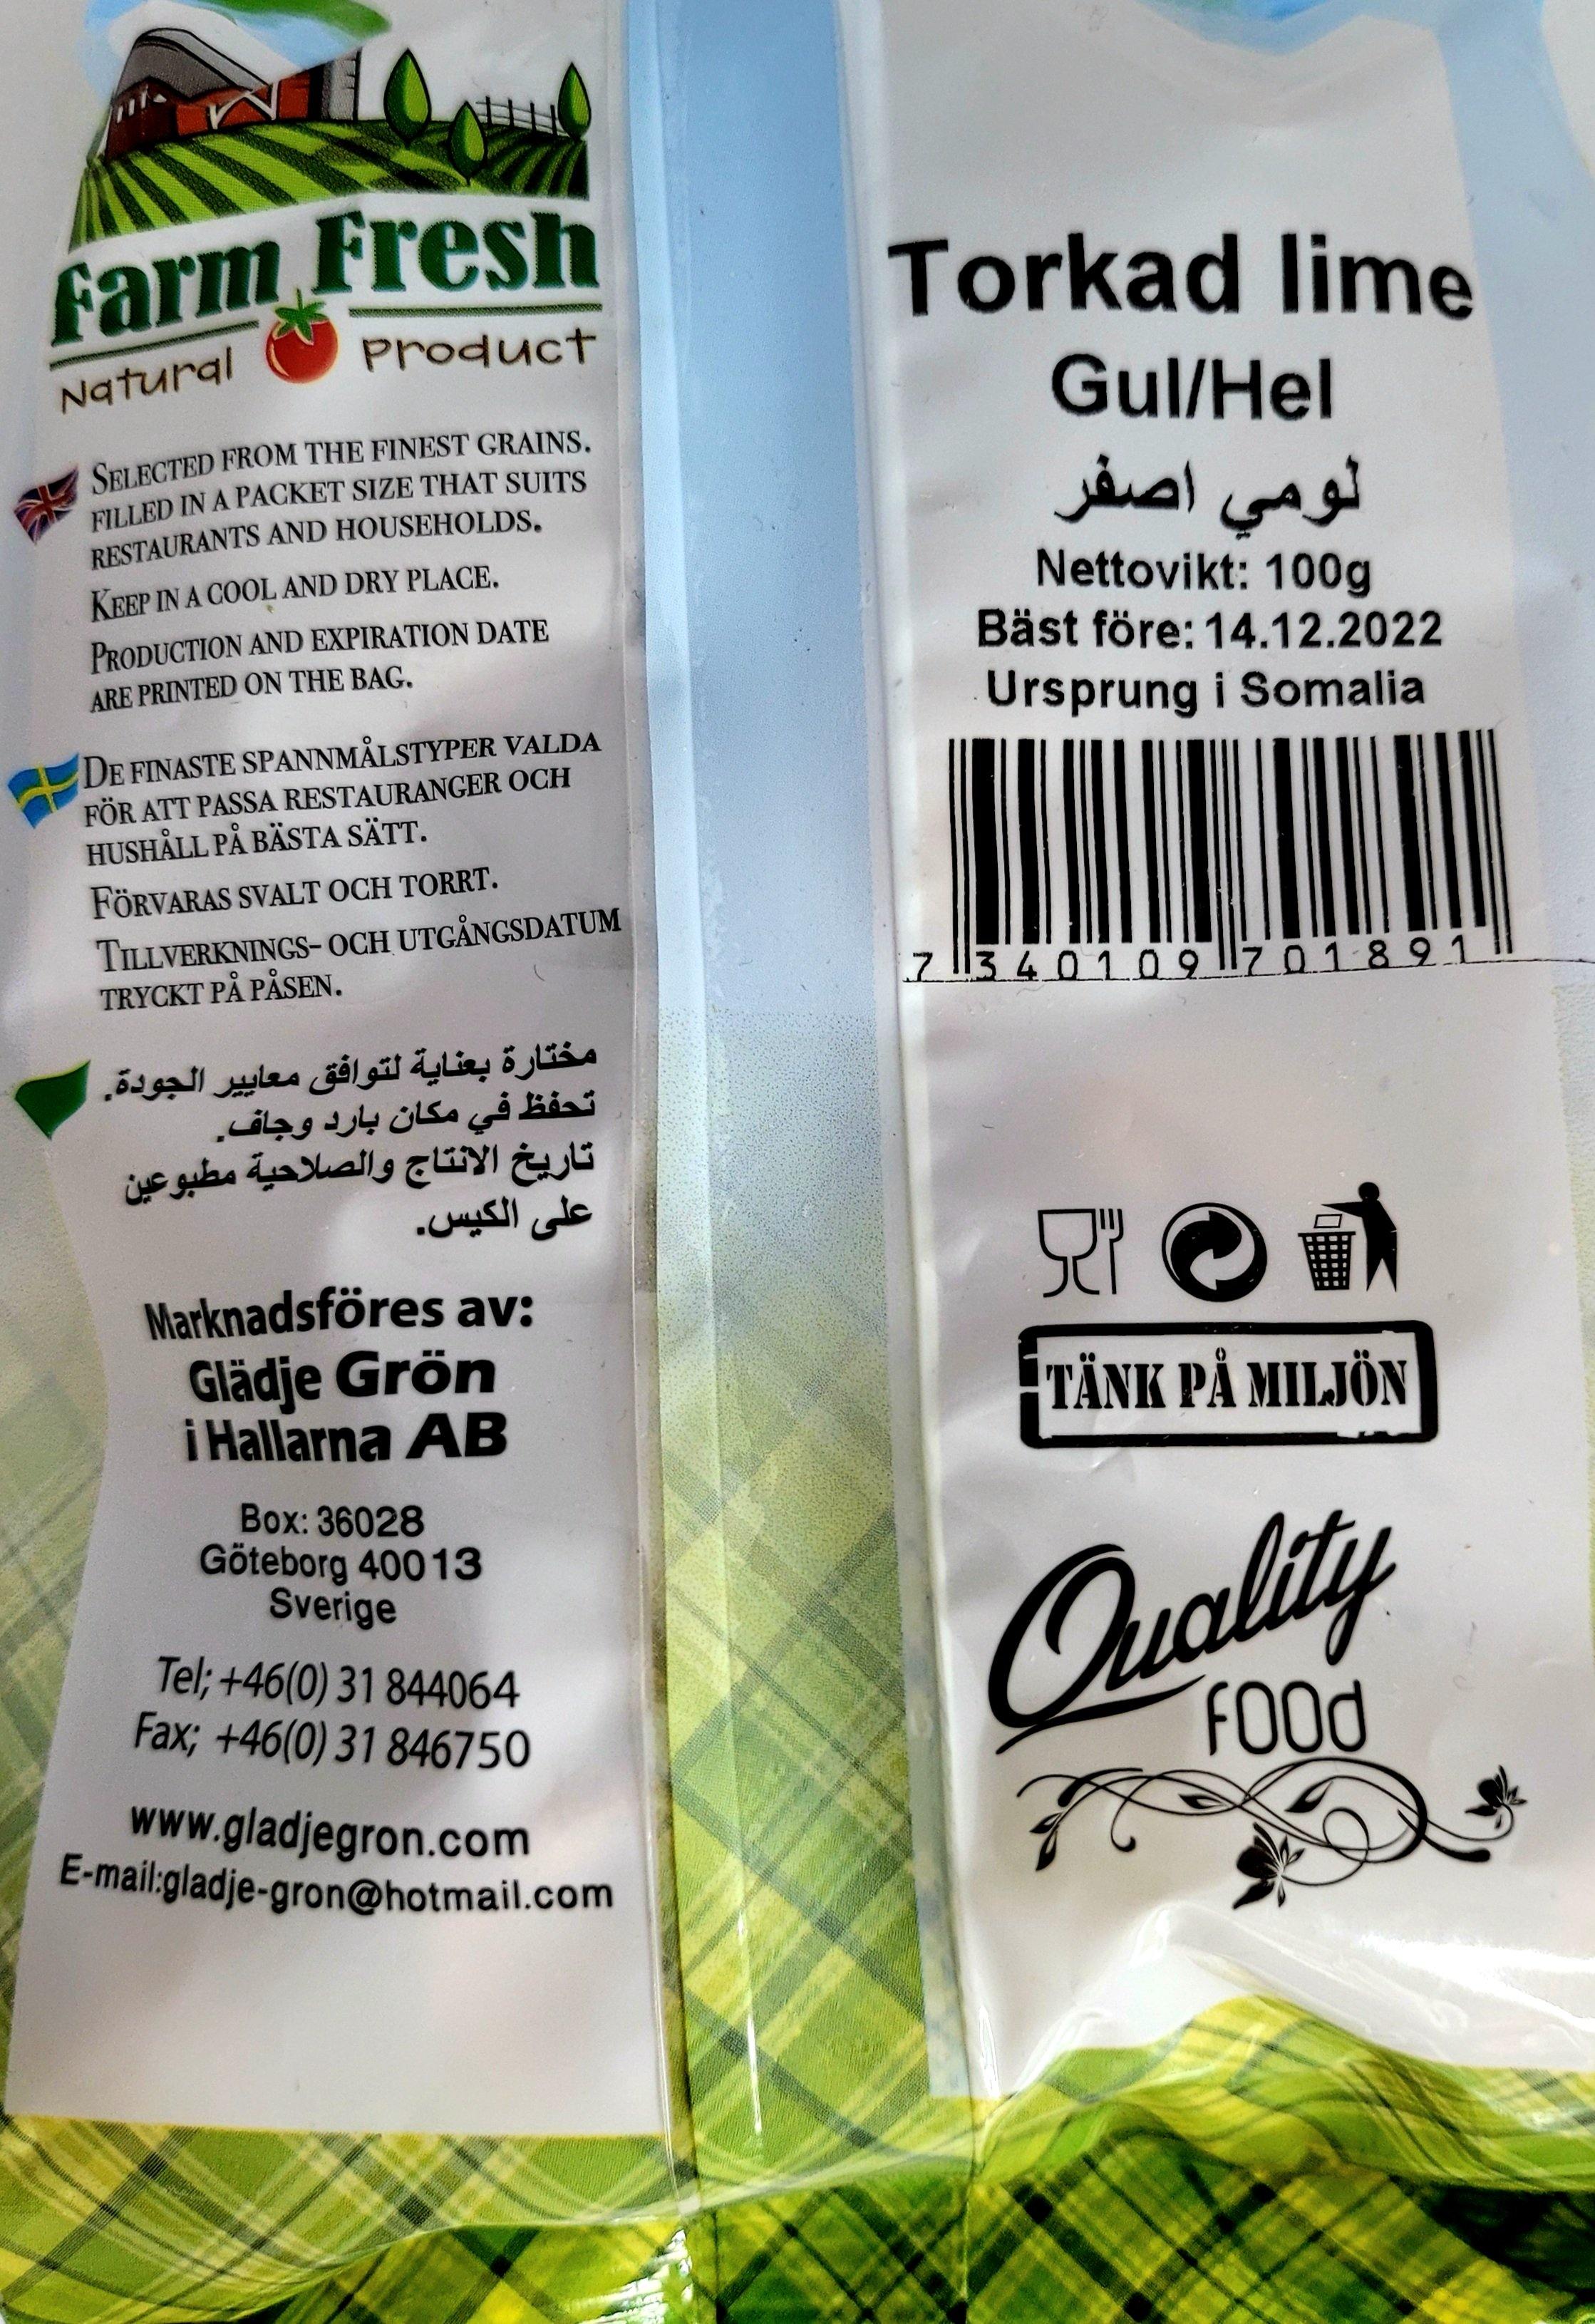 Farm Fresh
Natural Product
SELECTED FROM THE FINEST GRAINS.
FILLED IN A PACKET SIZE THAT SUITS
RESTAURANTS AND HOUSEHOLDS.
KEEP IN A COOL AND DRY PLACE.
PRODUCTION AND EXPIRATION DATE
ARE PRINTED ON THE BAG.
DE FINASTE SPANNMÅLSTYPER VALDA
FÖR ATT PASSA RESTAURANGER OCH
HUSHÅLL PÅ BÄSTA SÄTT.
FÖRVARAS SVALT OCH TORRT.
TILLVERKNINGS- OCH UTGÅNGSDATUM
TRYCKT PÅ PÅSEN.
مختارة بعناية لتوافق معايير الجودة.
تحفظ في مكان بارد وجاف.
تاريخ الانتاج والصلاحية مطبوعين
على الكيس.
Marknadsföres av:
Glädje Grön
i Hallarna AB
Box: 36028
Göteborg 400 13
Sverige
Tel; +46(0) 31 844064
Fax; +46(0) 31 846750
www.gladjegron.com
E-mail:gladje-gron@hotmail.com
Torkad lime
Gul/Hel
لومي اصفر
Nettovikt: 100g
Bäst före: 14.12.2022
Ursprung i Somalia
7 340109 701891
TÄNK PÅ MILJÖN
Quality
FOOd